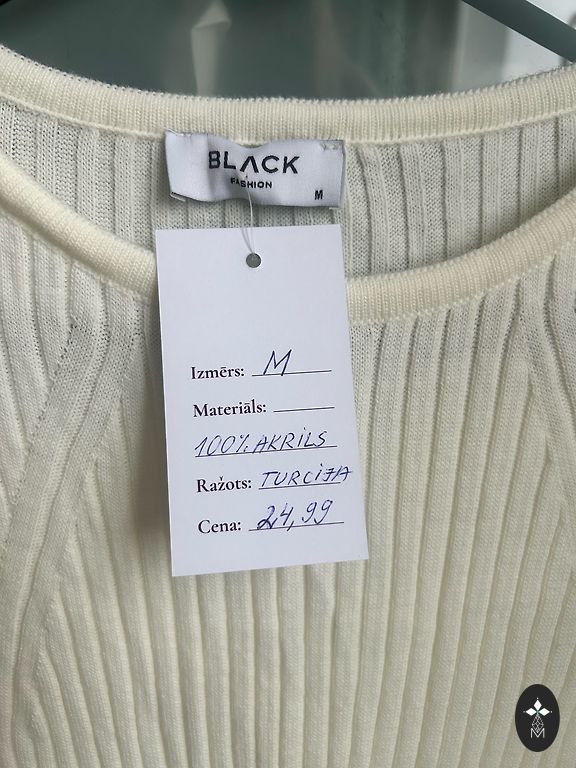 BLACK
FASHION
M
Izmērs: M
Materiāls:
100% AKRILS
Ražots: TURCIJA
Cena: 24,99
M